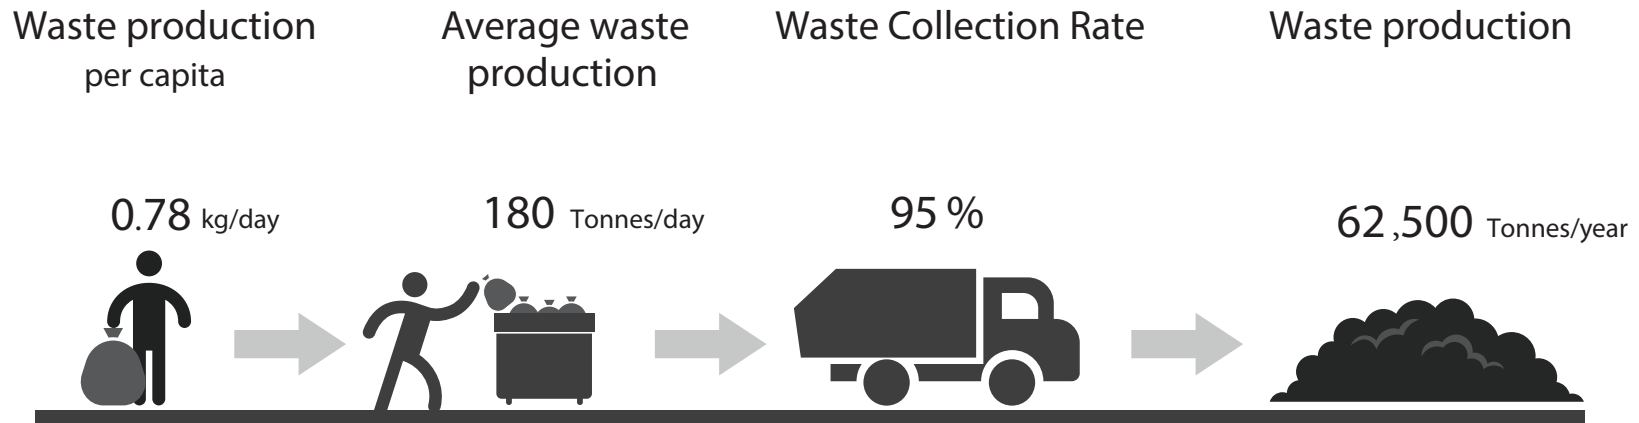 Waste production
per capita
Average waste
production
Waste Collection Rate
Waste production
0.78 kg/day
180 Tonnes/day
95 %
62,500 Tonnes/year